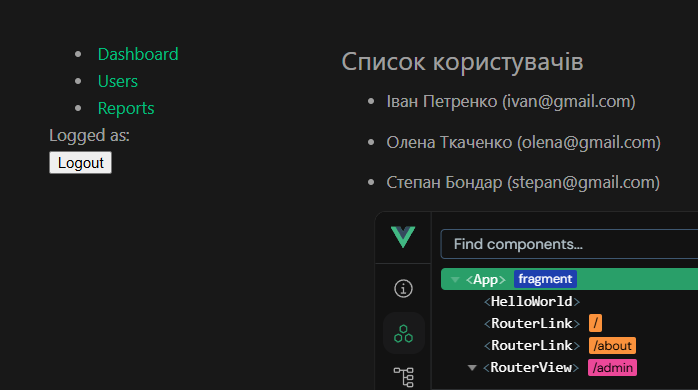 Dashboard
Users
Reports
Logged as:
Logout
Список користувачів
Іван Петренко (ivan@gmail.com)
Олена Ткаченко (olena@gmail.com)
Степан Бондар (stepan@gmail.com)
Find components...
<App> fragment
<HelloWorld>
<RouterLink> /
<RouterLink> /about
<RouterView> /admin